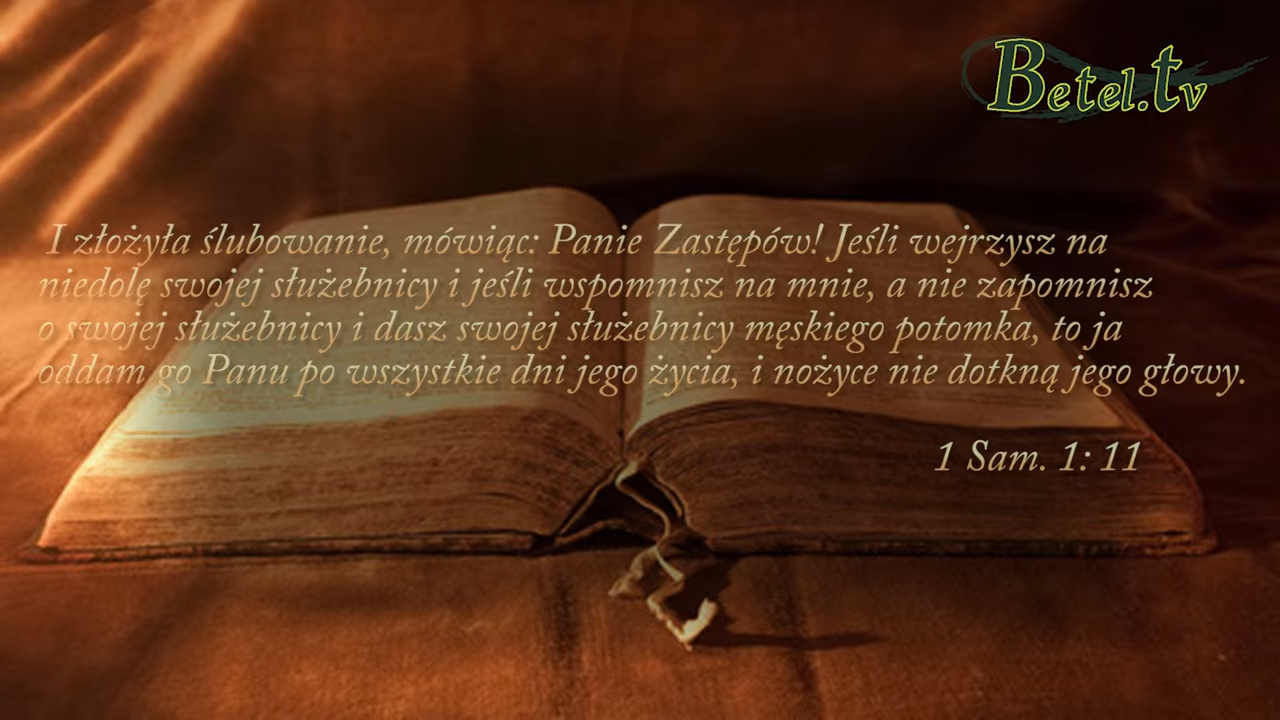 Betel.tv
I złożyła ślubowanie, mówiąc: Panie Zastępów! Jeśli wejrzysz na
niedolę swojej służebnicy i jeśli wspomnisz na mnie, a nie zapomnisz
o swojej służebnicy i dasz swojej służebnicy męskiego potomka, to ja
oddam go Panu po wszystkie dni jego życia, i nożyce nie dotkną jego głowy.
1 Sam. 1: 11